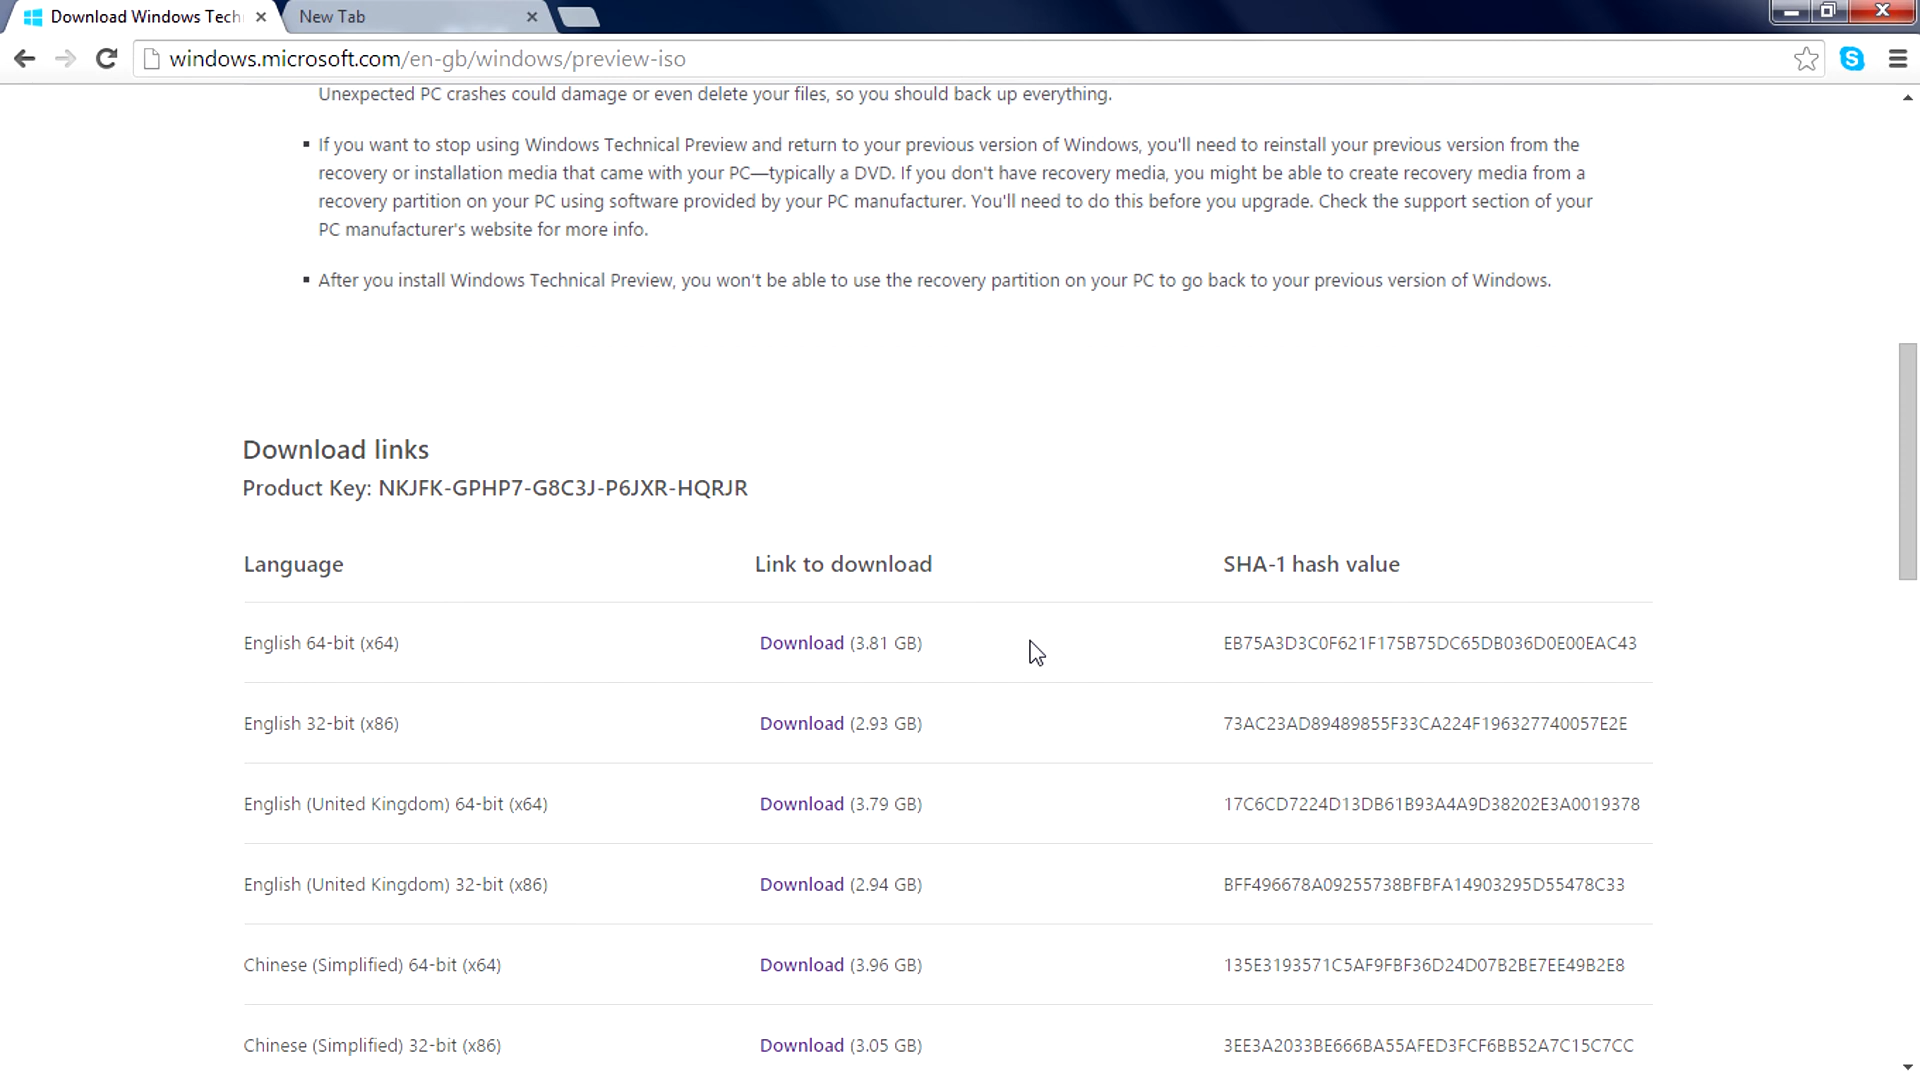 Download Windows Tech
New Tab
windows.microsoft.com/en-gb/windows/preview-iso
Unexpected PC crashes could damage or even delete your files, so you should back up everything.
If you want to stop using Windows Technical Preview and return to your previous version of Windows, you'll need to reinstall your previous version from the
recovery or installation media that came with your PC—typically a DVD. If you don't have recovery media, you might be able to create recovery media from a
recovery partition on your PC using software provided by your PC manufacturer. You'll need to do this before you upgrade. Check the support section of your
PC manufacturer's website for more info.
After you install Windows Technical Preview, you won't be able to use the recovery partition on your PC to go back to your previous version of Windows.
Download links
Product Key: NKJFK-GPHP7-G8C3J-P6JXR-HQRJR
Language Link to download SHA-1 hash value
English 64-bit (x64) Download (3.81 GB) EB75A3D3C0F621F175B75DC65DB036D0E00EAC43
English 32-bit (x86) Download (2.93 GB) 73AC23AD89489855F33CA224F196327740057E2E
English (United Kingdom) 64-bit (x64) Download (3.79 GB) 17C6CD7224D13DB61B93A4A9D38202E3A0019378
English (United Kingdom) 32-bit (x86) Download (2.94 GB) BFF496678A09255738BFBFA14903295D55478C33
Chinese (Simplified) 64-bit (x64) Download (3.96 GB) 135E3193571C5AF9FBF36D24D07B2BE7EE49B2E8
Chinese (Simplified) 32-bit (x86) Download (3.05 GB) 3EE3A2033BE666BA55AFED3FCF6BB52A7C15C7CC